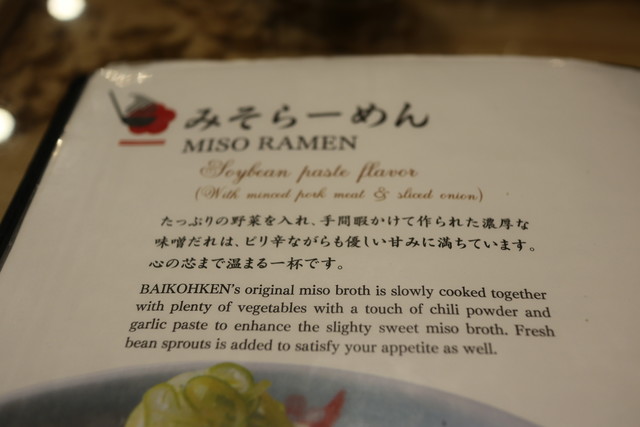 みそらーめん
MISO RAMEN
Soybean paste flavor
(With minced pork meat & sliced onion)
たっぷりの野菜を入れ、手間暇かけて作られた濃厚な
味噌だれは、ピリ辛ながらも優しい甘みに満ちています。
心の芯まで温まる一杯です。
BAIKOHKEN's original miso broth is slowly cooked together
with plenty of vegetables with a touch of chili powder and
garlic paste to enhance the slighty sweet miso broth. Fresh
bean sprouts is added to satisfy your appetite as well.